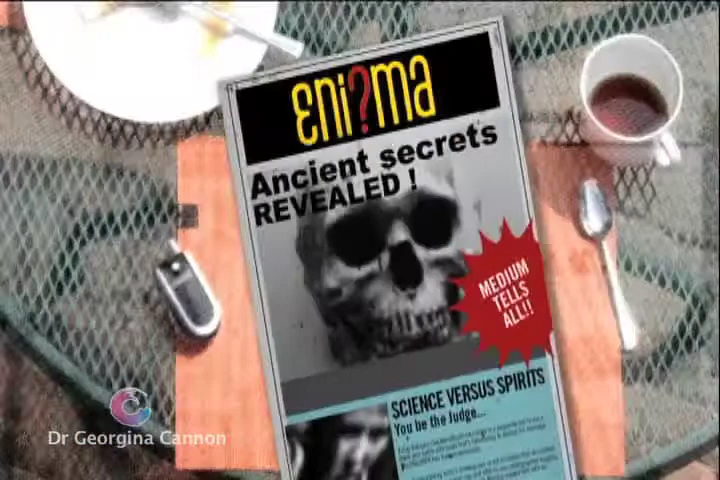 eni?ma
Ancient secrets
REVEALED !
MEDIUM
TELLS
ALL!!
SCIENCE VERSUS SPIRITS
You be the Judge...
Dr Georgina Cannon